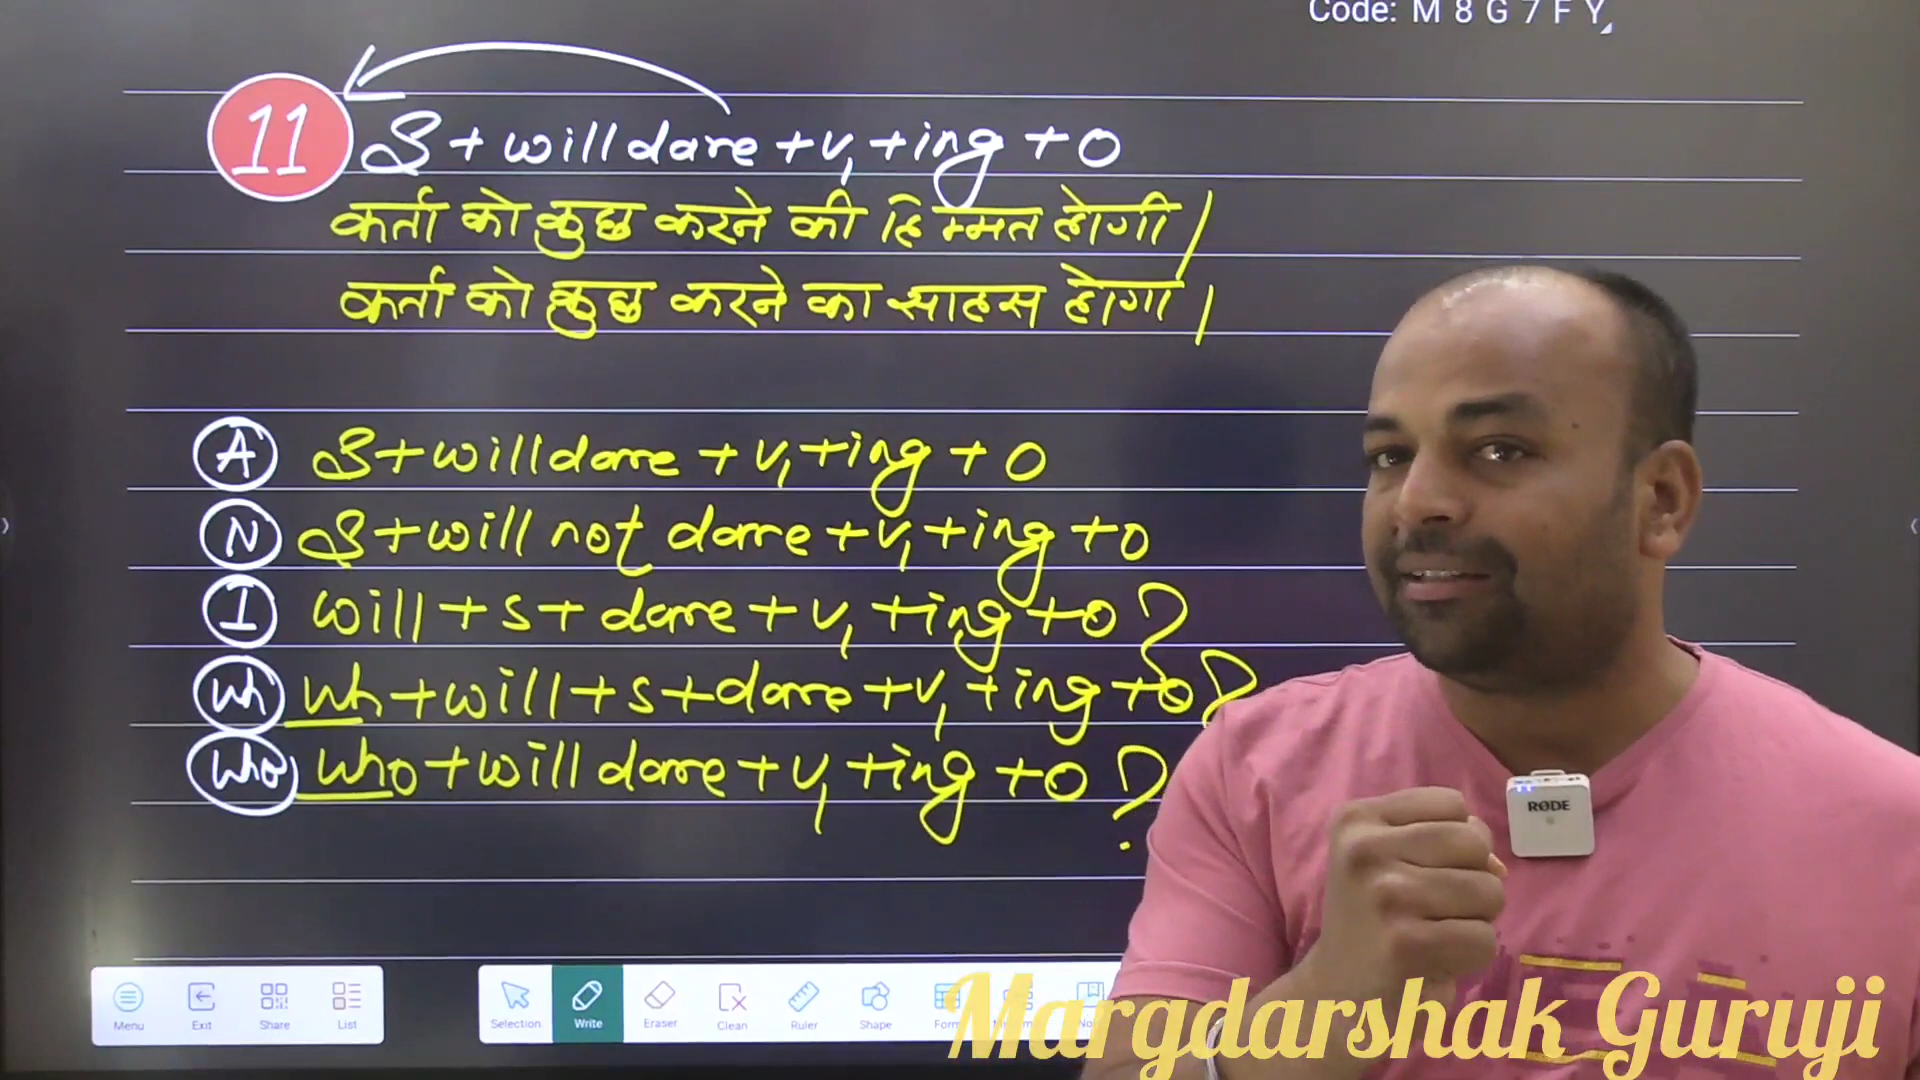 Code: M 8 G 7 F Y
11 S + will dare + V1 + ing + O
कर्ता को कुछ करने की हिम्मत होगी।
कर्ता को कुछ करने का साहस होगा।
A S + will dare + V1 + ing + O
N S + will not dare + V1 + ing + O
I will + S + dare + V1 + ing + O ?
wh wh + will + S + dare + V1 + ing + O ?
who who + will dare + V1 + ing + O ?
RØDE
Menu Exit Share List Selection Write Eraser Clean Ruler Shape
Margdarshak Guruji